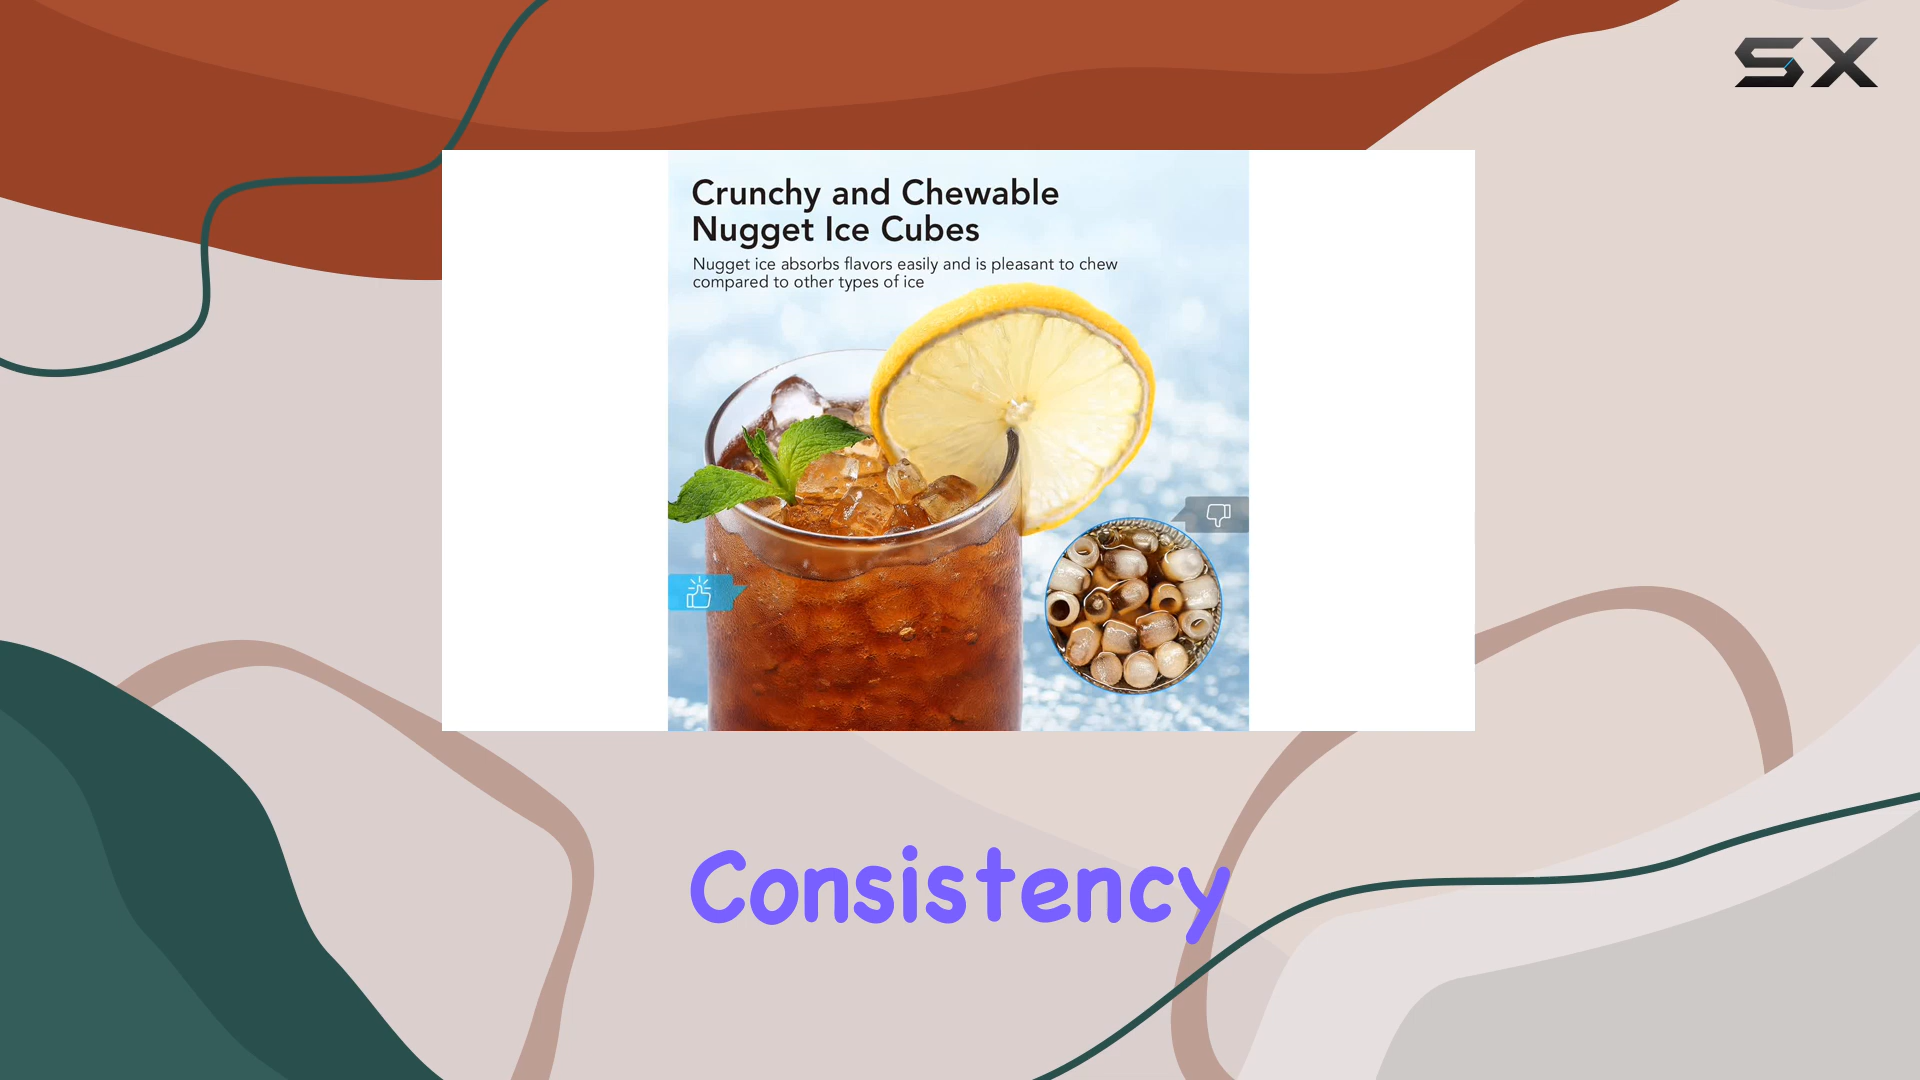 SX
Crunchy and Chewable
Nugget Ice Cubes
Nugget ice absorbs flavors easily and is pleasant to chew
compared to other types of ice
Consistency